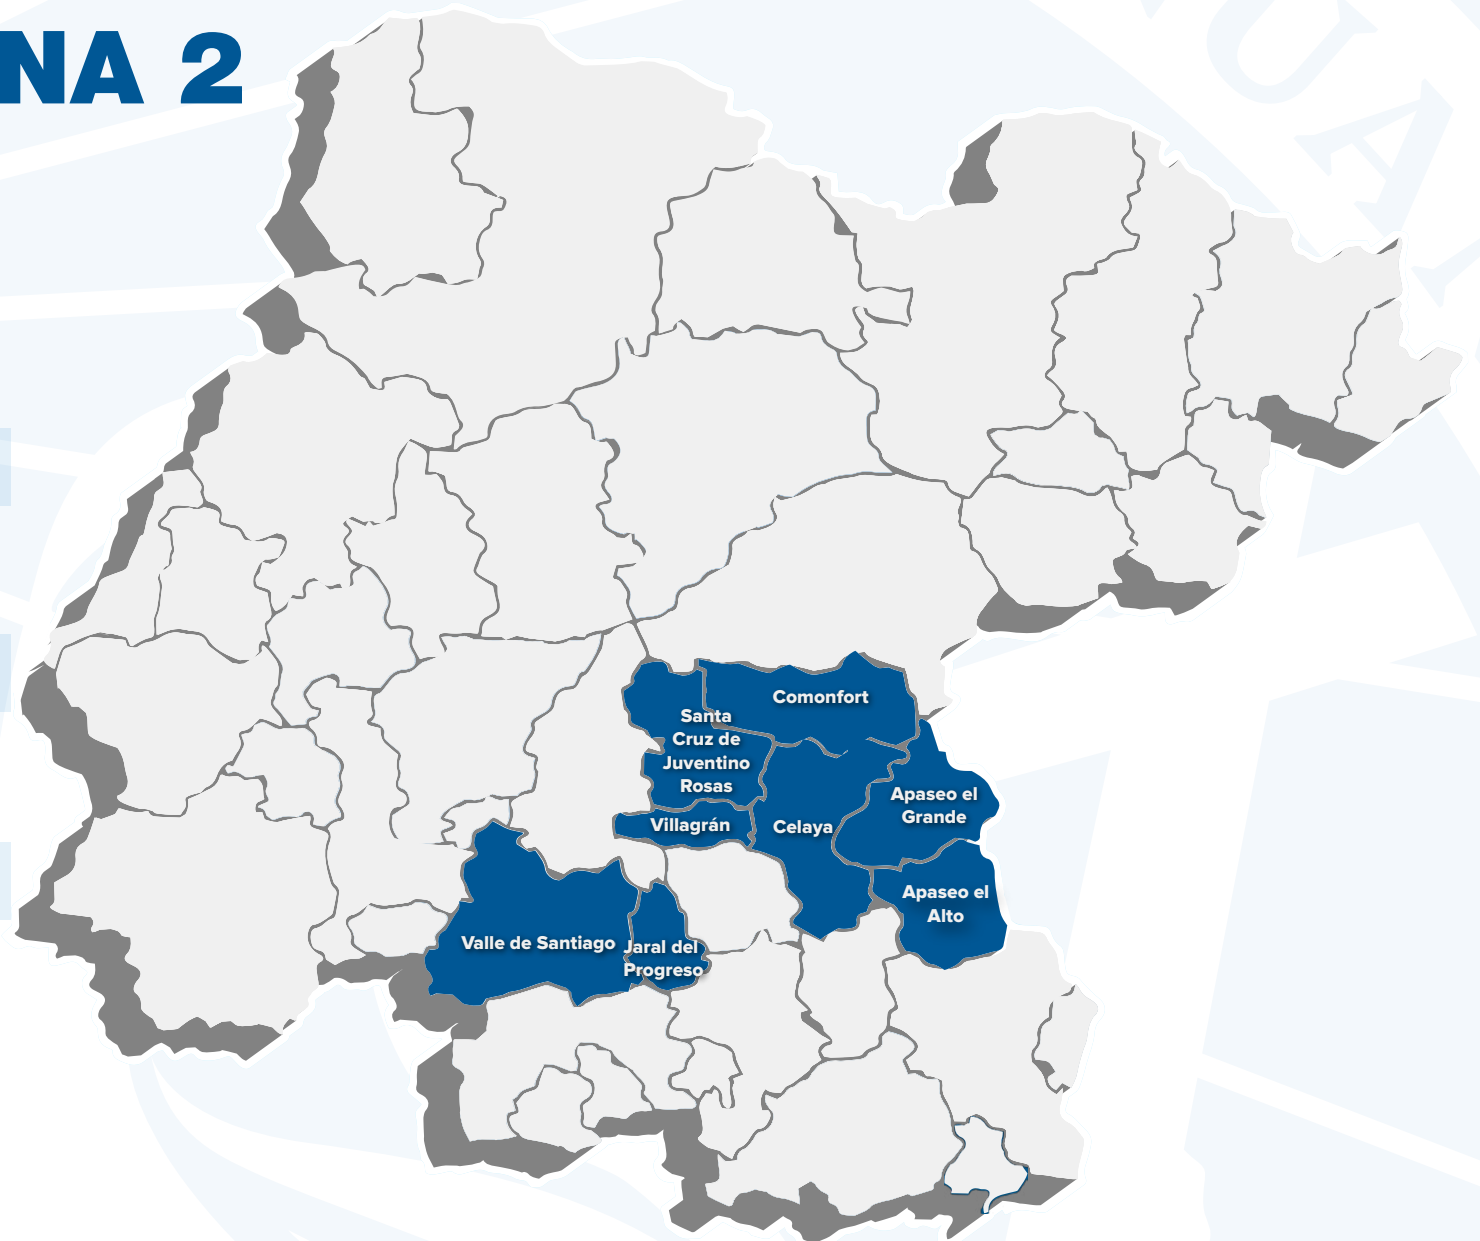 NA 2
Comonfort
Santa
Cruz de
Juventino
Rosas
Apaseo el
Grande
Villagrán
Celaya
Apaseo el
Alto
Valle de Santiago
Jaral del
Progreso
UA